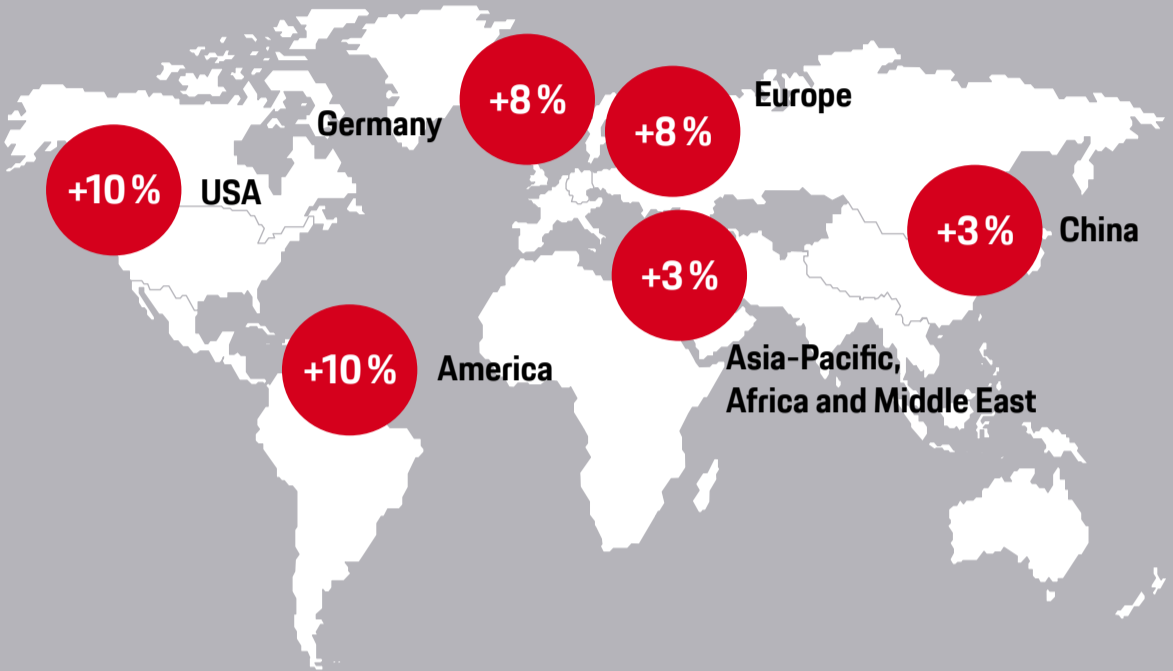 +8 %
Germany
+8 %
Europe
+10 %
USA
+3 %
China
+3 %
Asia-Pacific,
Africa and Middle East
+10 %
America